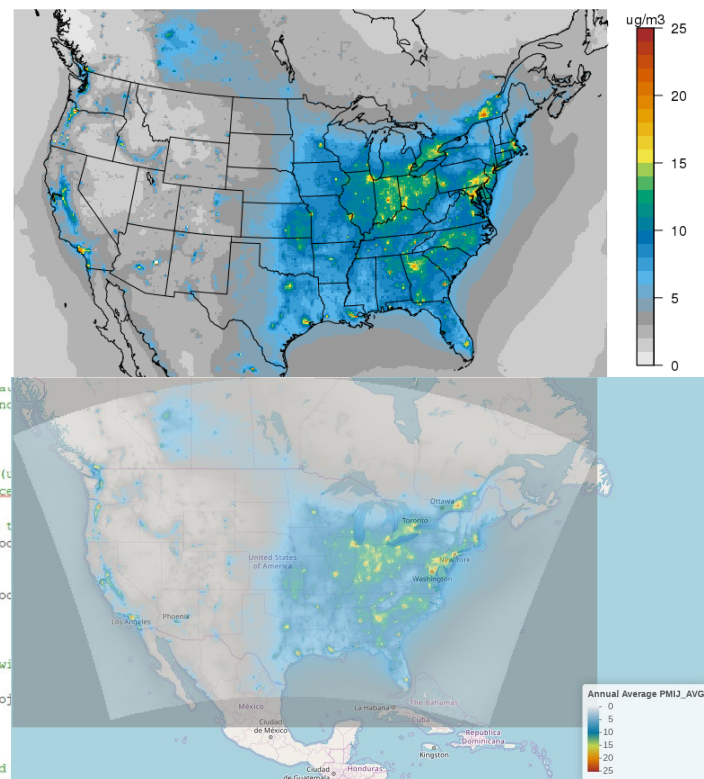 ug/m3
25
20
15
10
5
0
Ottawa
Toronto
United States
of America
New York
Washington
Los Angeles
Phoenix
México
La Habana
The Bahamas
Cuba
Ciudad
de México
Kingston
República
Dominicana
Honduras
Ciudad
de Guatemala
Annual Average PMIJ_AVG
0
5
10
15
20
25